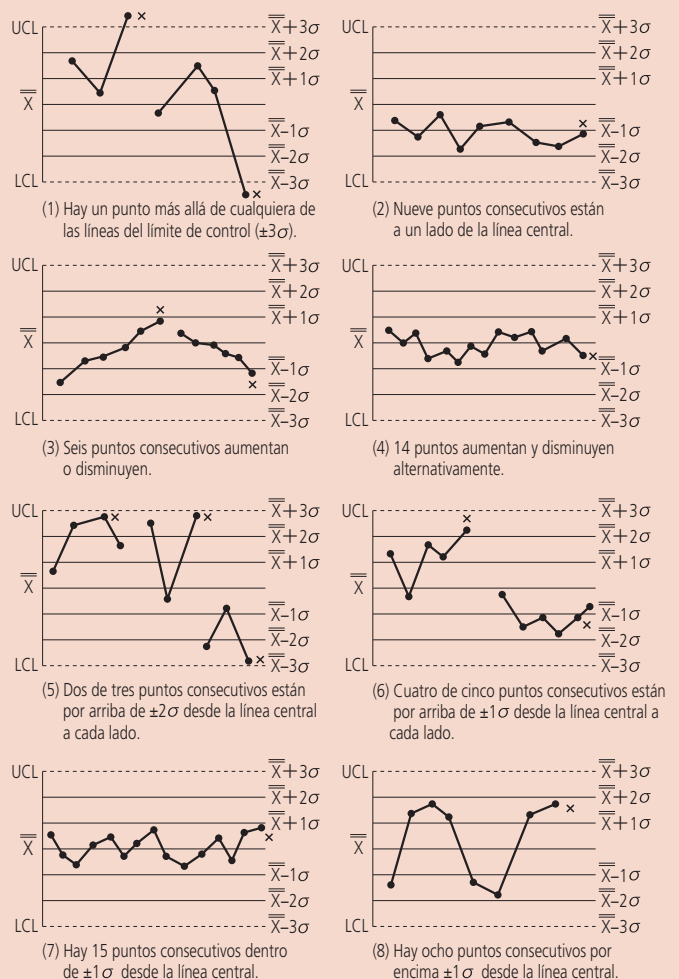 UCL X̿+3σ
X̿+2σ
X̿+1σ
X̿
X̿–1σ
X̿–2σ
LCL X̿–3σ
(1) Hay un punto más allá de cualquiera de
las líneas del límite de control (±3σ).
UCL X̿+3σ
X̿+2σ
X̿+1σ
X̿
X̿–1σ
X̿–2σ
LCL X̿–3σ
(2) Nueve puntos consecutivos están
a un lado de la línea central.
UCL X̿+3σ
X̿+2σ
X̿+1σ
X̿
X̿–1σ
X̿–2σ
LCL X̿–3σ
(3) Seis puntos consecutivos aumentan
o disminuyen.
UCL X̿+3σ
X̿+2σ
X̿+1σ
X̿
X̿–1σ
X̿–2σ
LCL X̿–3σ
(4) 14 puntos aumentan y disminuyen
alternativamente.
UCL X̿+3σ
X̿+2σ
X̿+1σ
X̿
X̿–1σ
X̿–2σ
LCL X̿–3σ
(5) Dos de tres puntos consecutivos están
por arriba de ±2σ desde la línea central
a cada lado.
UCL X̿+3σ
X̿+2σ
X̿+1σ
X̿
X̿–1σ
X̿–2σ
LCL X̿–3σ
(6) Cuatro de cinco puntos consecutivos están
por arriba de ±1σ desde la línea central a
cada lado.
UCL X̿+3σ
X̿+2σ
X̿+1σ
X̿
X̿–1σ
X̿–2σ
LCL X̿–3σ
(7) Hay 15 puntos consecutivos dentro
de ±1σ desde la línea central.
UCL X̿+3σ
X̿+2σ
X̿+1σ
X̿
X̿–1σ
X̿–2σ
LCL X̿–3σ
(8) Hay ocho puntos consecutivos por
encima ±1σ desde la línea central.